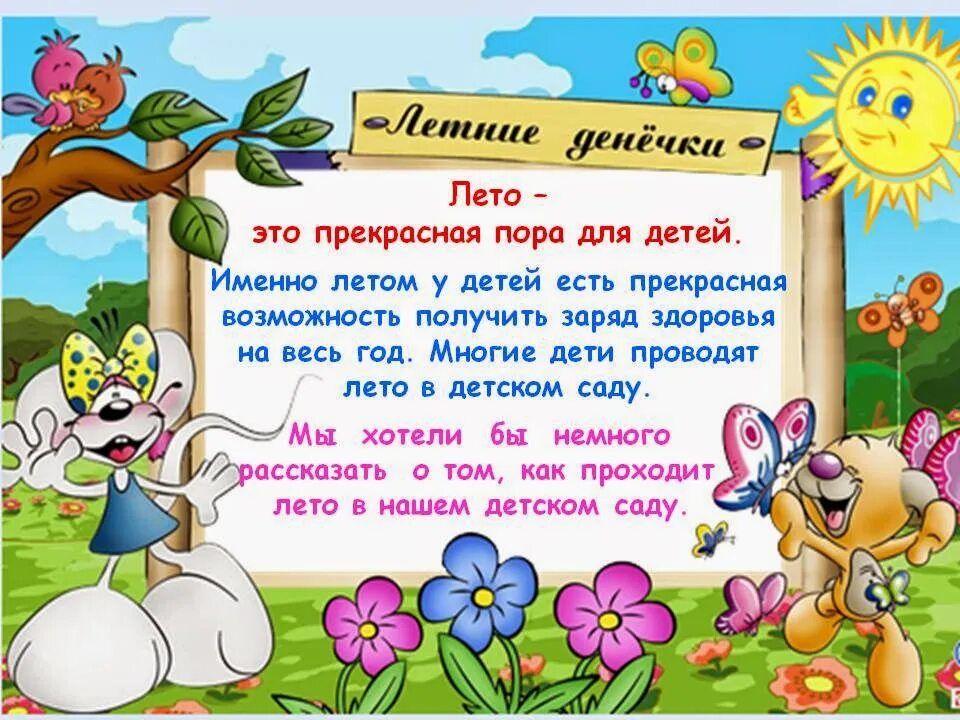 Летние денёчки
Лето –
это прекрасная пора для детей.
Именно летом у детей есть прекрасная
возможность получить заряд здоровья
на весь год. Многие дети проводят
лето в детском саду.
Мы хотели бы немного
рассказать о том, как проходит
лето в нашем детском саду.